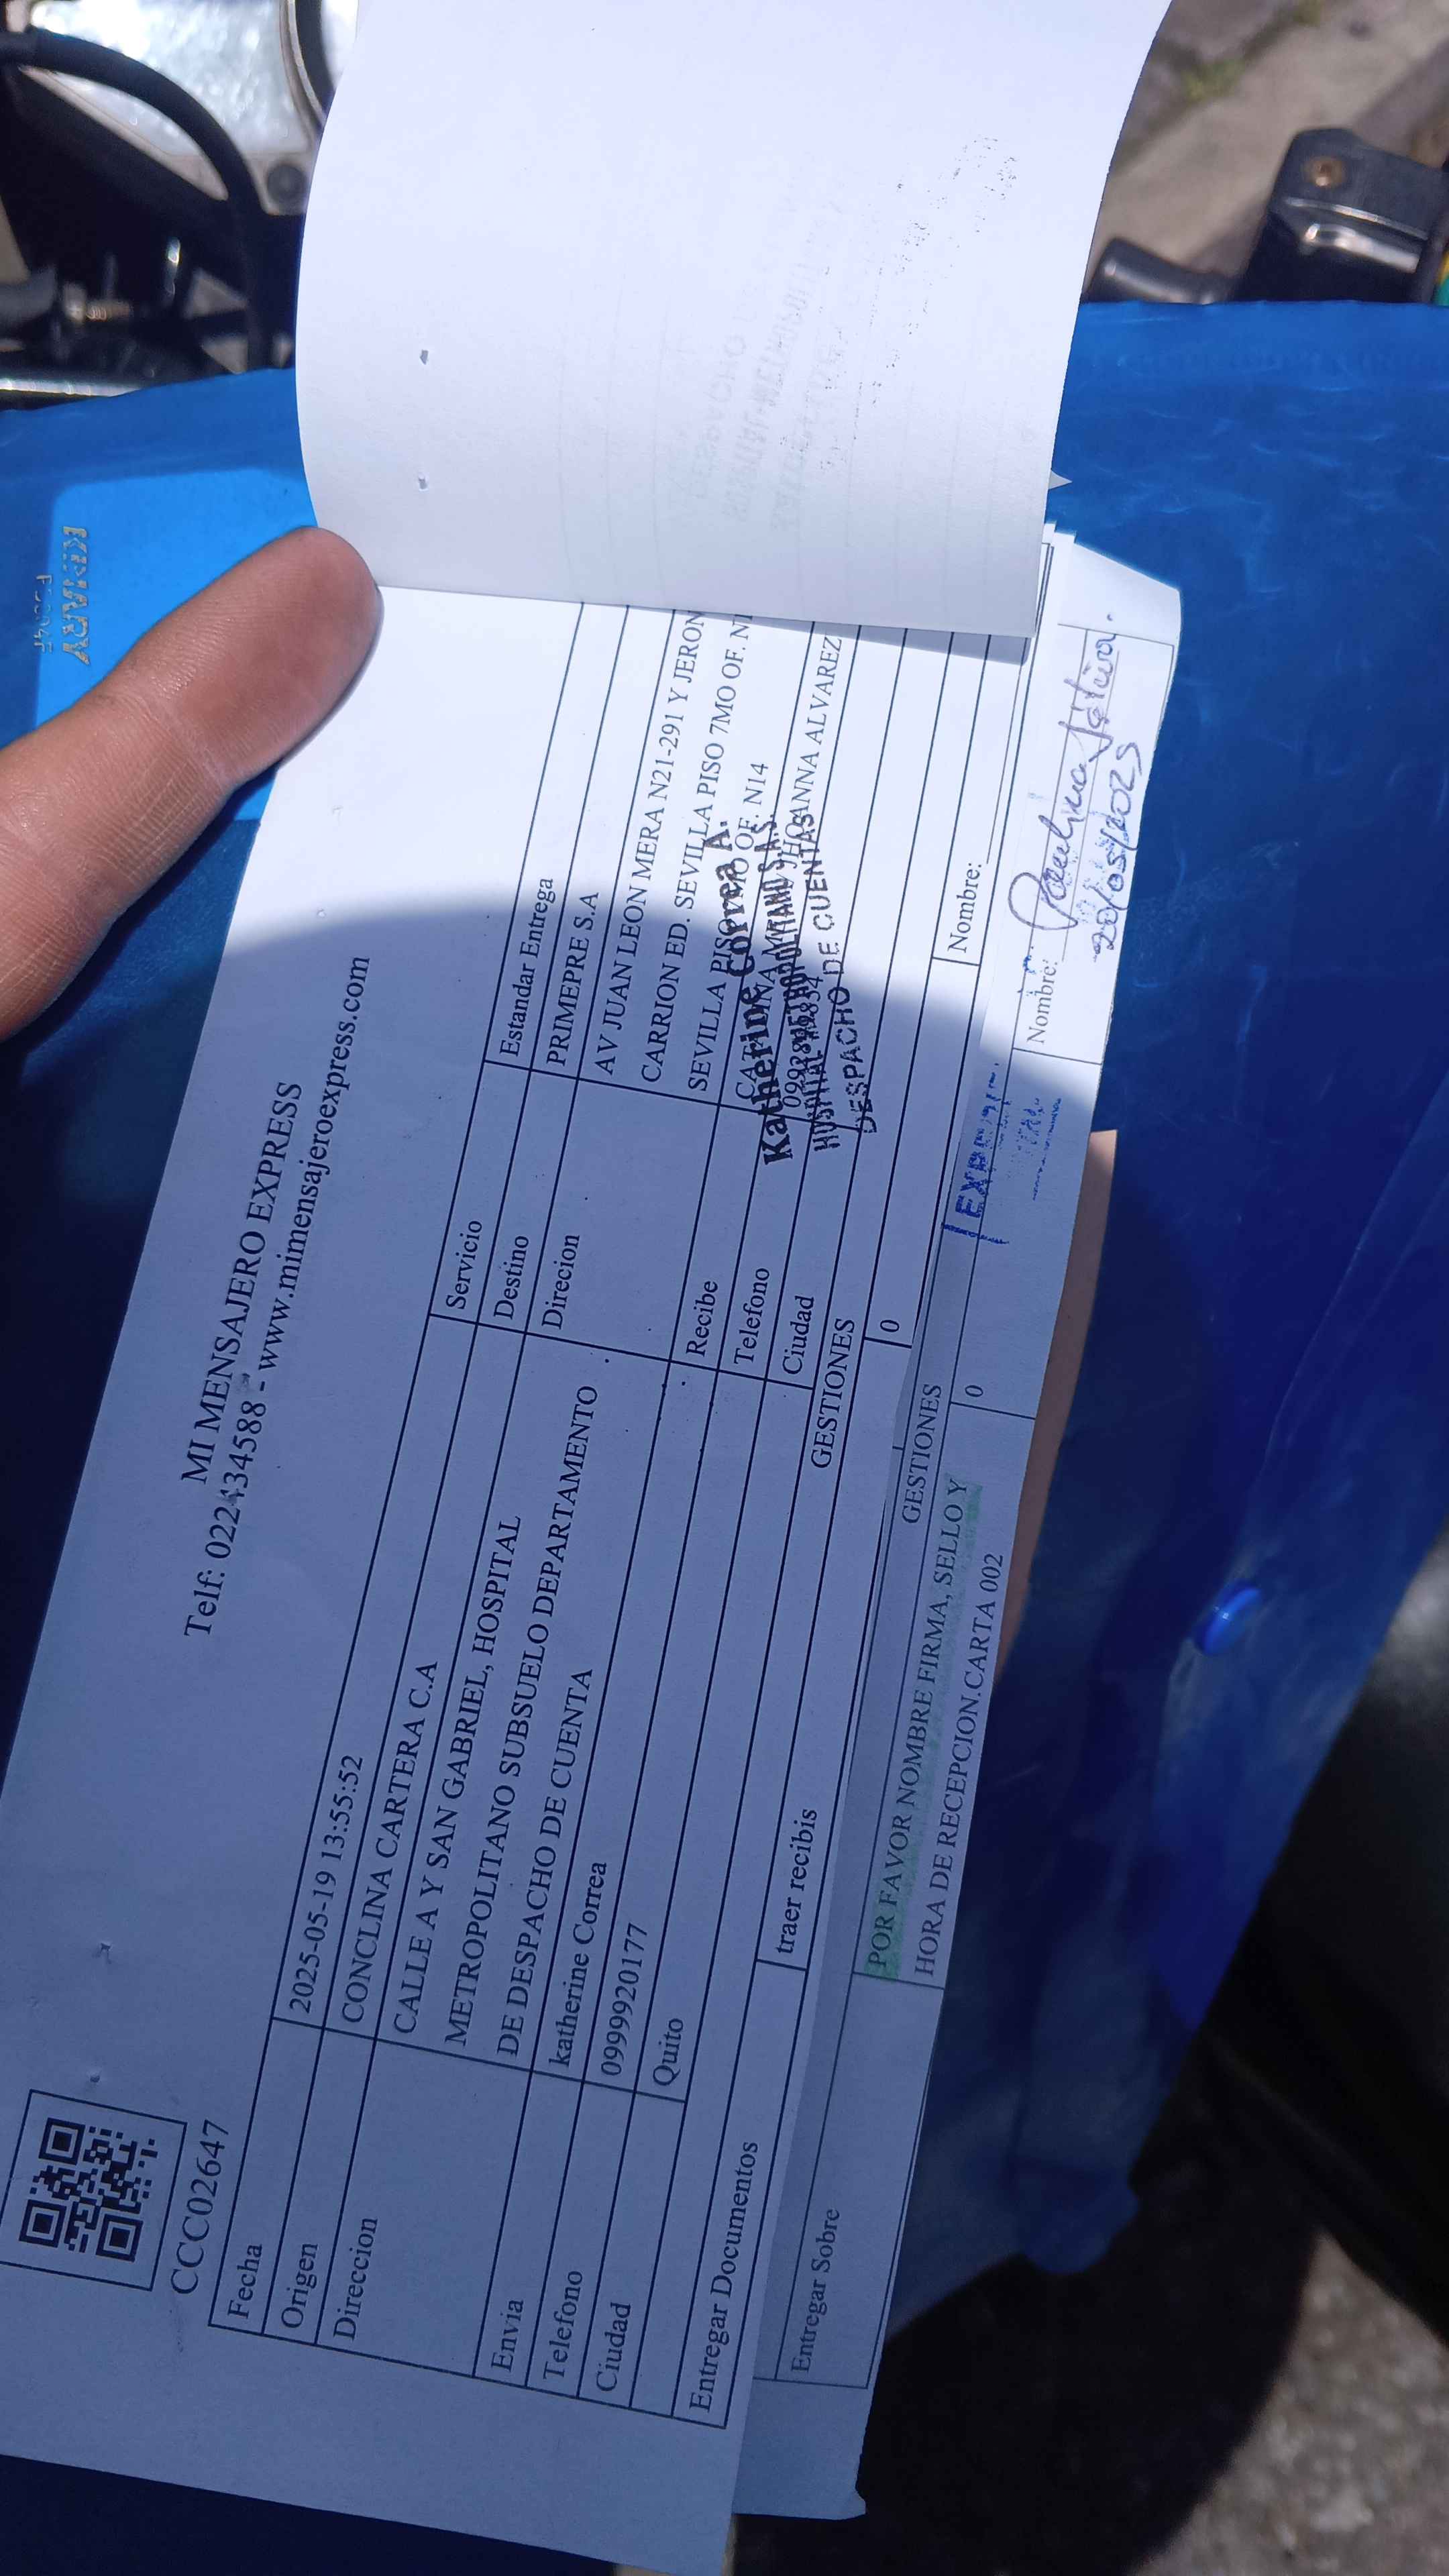 MI MENSAJERO EXPRESS
Telf: 022434588 - www.mimensajeroexpress.com
CCC02647
Fecha 2025-05-19 13:55:52 Servicio Estandar Entrega
Origen CONCLINA CARTERA C.A Destino PRIMEPRE S.A
Direccion CALLE A Y SAN GABRIEL, HOSPITAL
METROPOLITANO SUBSUELO DEPARTAMENTO
DE DESPACHO DE CUENTA
Direcion AV JUAN LEON MERA N21-291 Y JERON
CARRION ED. SEVILLA PISO 7MO OF. N1
SEVILLA PISO 7MO OF. N14
Envia katherine Correa Recibe JHOANNA ALVAREZ
Telefono 0999920177 Telefono
Ciudad Quito Ciudad
Katherine Correa A.
HOSPITAL METROPOLITANO S.A.S.
DESPACHO DE CUENTAS
GESTIONES
Entregar Documentos traer recibis 0
Nombre:
GESTIONES
Entregar Sobre POR FAVOR NOMBRE FIRMA, SELLO Y
HORA DE RECEPCION.CARTA 002 0
Nombre:
20/05/2025
KENARY